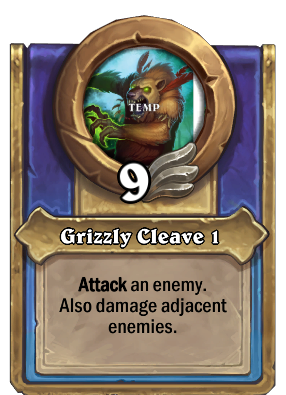 TEMP
9
Grizzly Cleave 1
Attack an enemy.
Also damage adjacent
enemies.